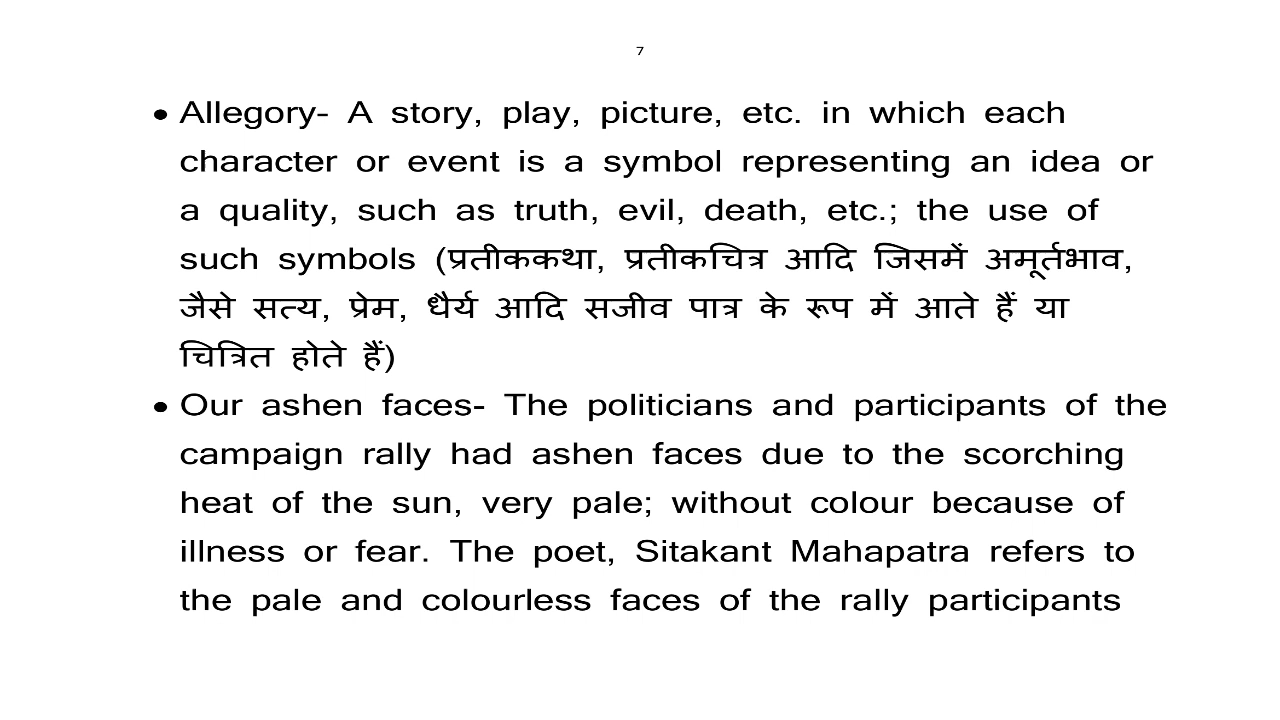 7
• Allegory- A story, play, picture, etc. in which each
character or event is a symbol representing an idea or
a quality, such as truth, evil, death, etc.; the use of
such symbols (प्रतीककथा, प्रतीकचित्र आदि जिसमें अमूर्तभाव,
जैसे सत्य, प्रेम, धैर्य आदि सजीव पात्र के रूप में आते हैं या
चित्रित होते हैं)
• Our ashen faces- The politicians and participants of the
campaign rally had ashen faces due to the scorching
heat of the sun, very pale; without colour because of
illness or fear. The poet, Sitakant Mahapatra refers to
the pale and colourless faces of the rally participants